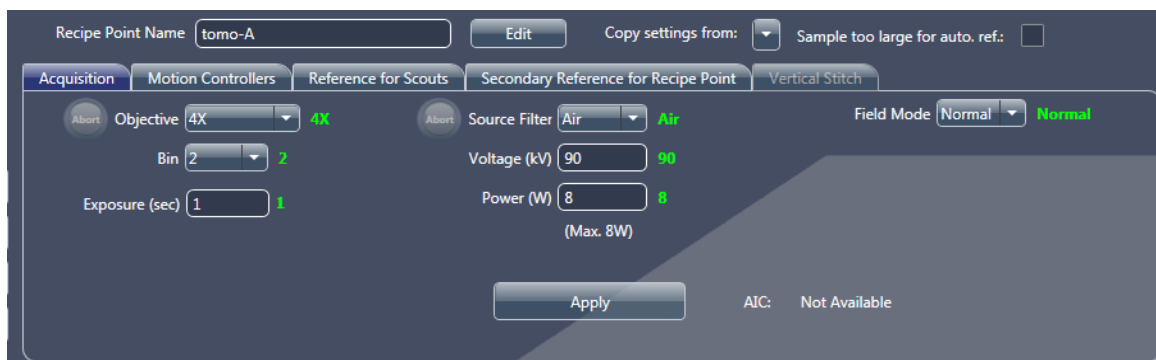 Recipe Point Name tomo-A Edit Copy settings from: Sample too large for auto. ref.:
Acquisition Motion Controllers Reference for Scouts Secondary Reference for Recipe Point Vertical Stitch
Abort Objective 4X 4X Abort Source Filter Air Air Field Mode Normal Normal
Bin 2 2 Voltage (kV) 90 90
Exposure (sec) 1 1 Power (W) 8 8
(Max. 8W)
Apply AIC: Not Available